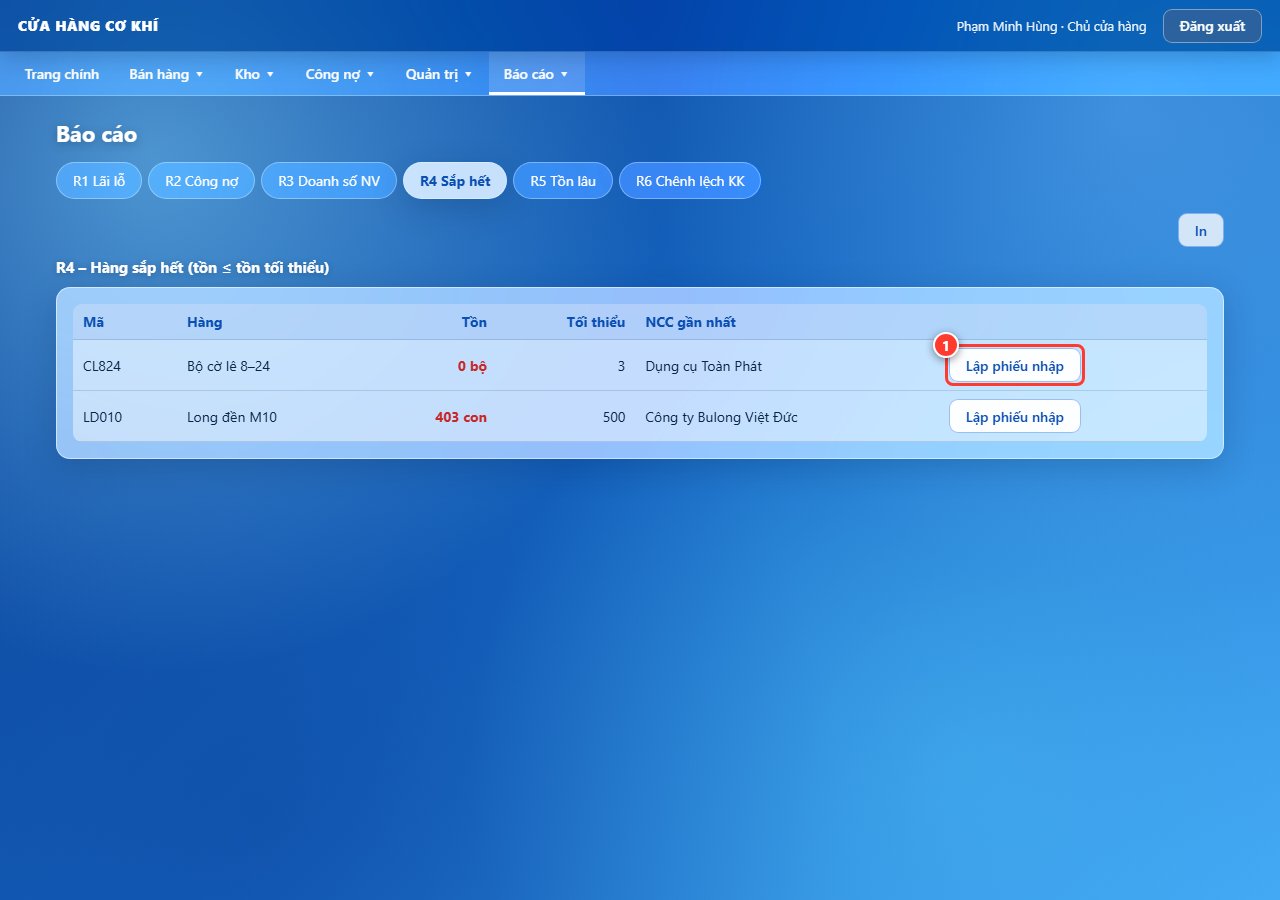 CỬA HÀNG CƠ KHÍ
Phạm Minh Hùng · Chủ cửa hàng
Đăng xuất
Trang chính
Bán hàng ▼
Kho ▼
Công nợ ▼
Quản trị ▼
Báo cáo ▼
Báo cáo
R1 Lãi lỗ
R2 Công nợ
R3 Doanh số NV
R4 Sắp hết
R5 Tồn lâu
R6 Chênh lệch KK
In
R4 – Hàng sắp hết (tồn ≤ tồn tối thiểu)
Mã Hàng Tồn Tối thiểu NCC gần nhất
1
CL824 Bộ cờ lê 8–24 0 bộ 3 Dụng cụ Toàn Phát Lập phiếu nhập
LD010 Long đền M10 403 con 500 Công ty Bulong Việt Đức Lập phiếu nhập